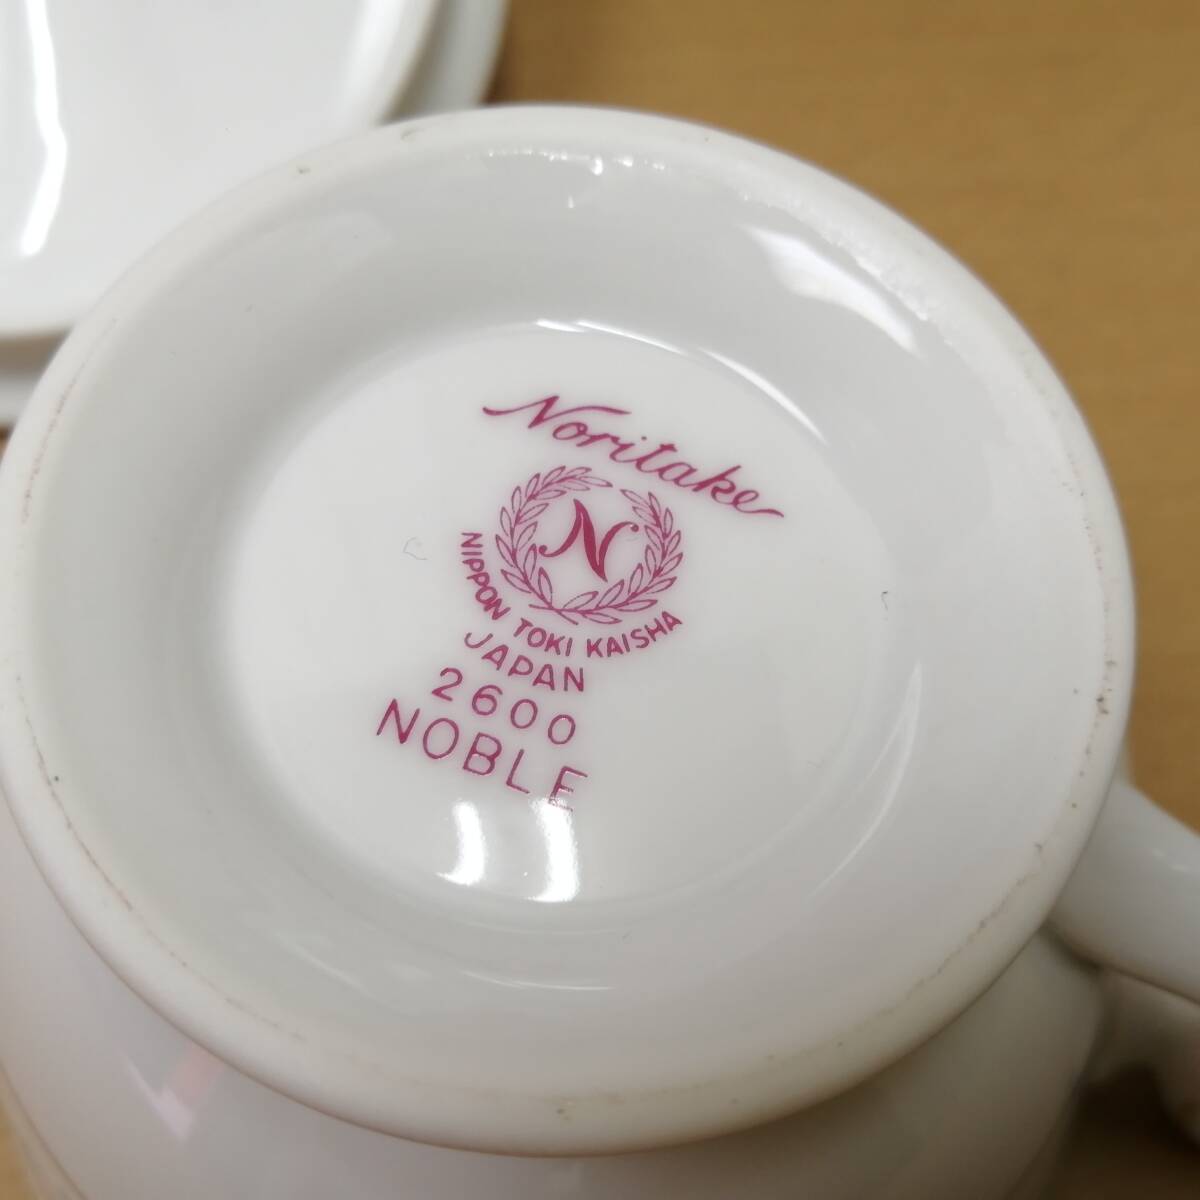 Noritake
N
NIPPON TOKI KAISHA
JAPAN
2600
NOBLE